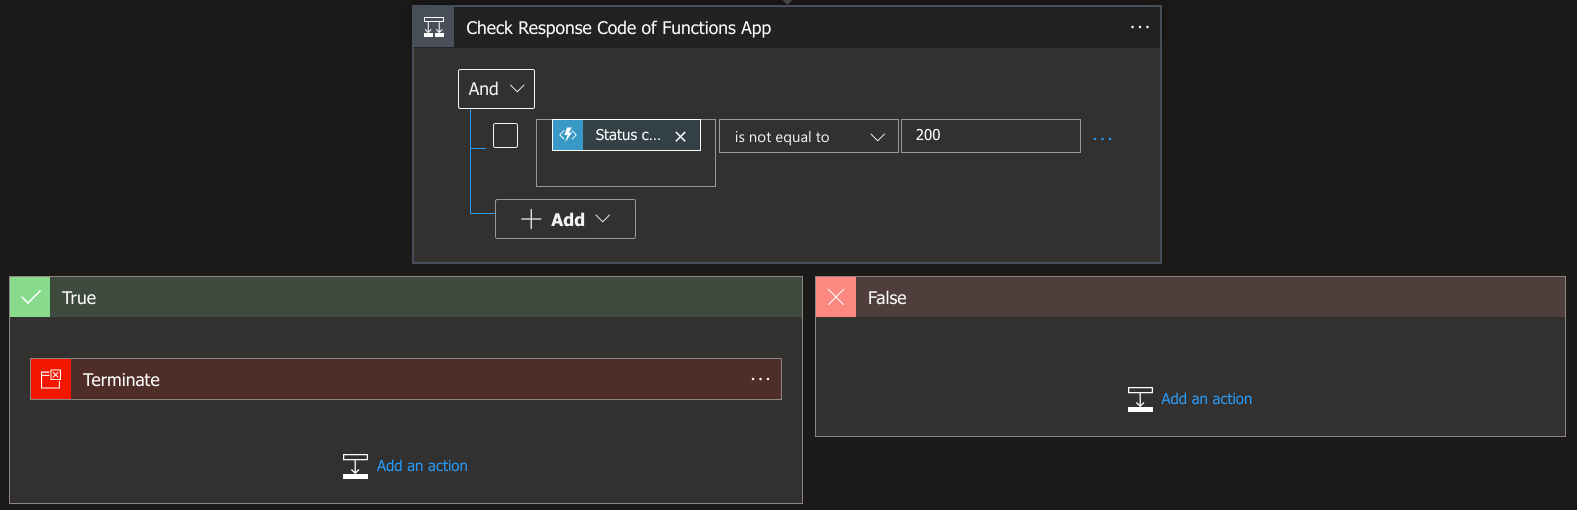 Check Response Code of Functions App
And
Status c... is not equal to 200
Add
True
False
Terminate
Add an action
Add an action